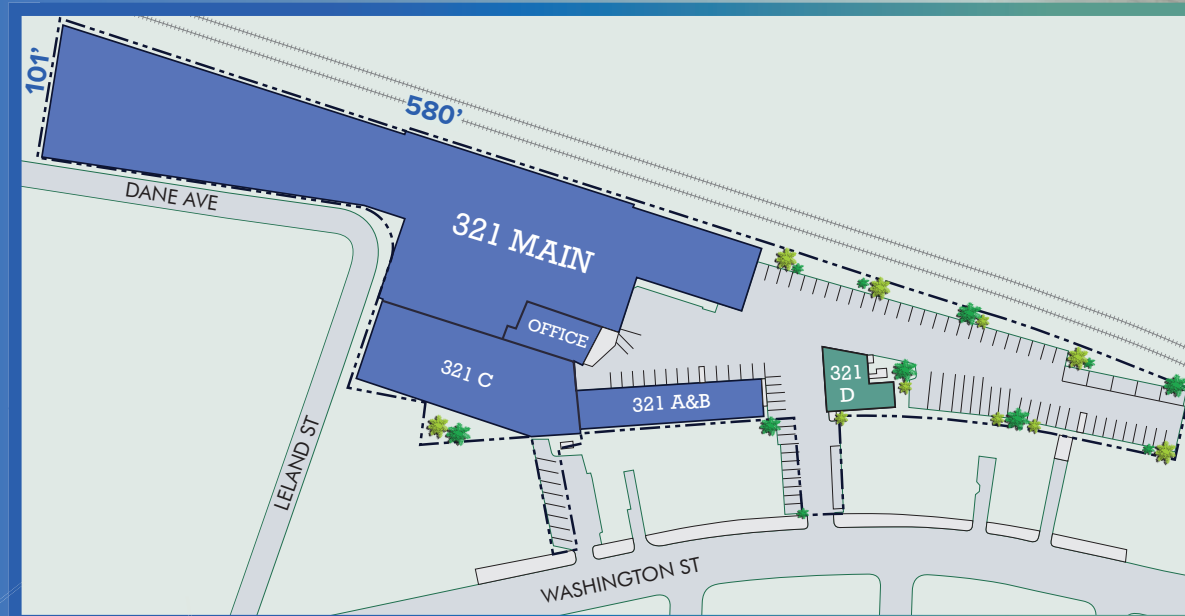 101’
580’
DANE AVE
321 MAIN
OFFICE
321 C
321 A&B
321
D
LELAND ST
WASHINGTON ST